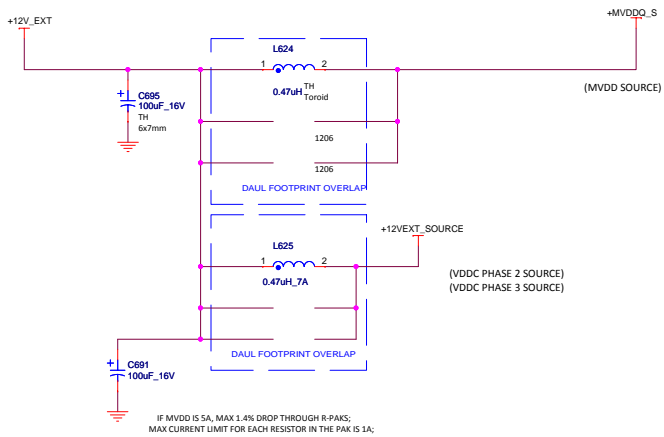 +12V_EXT
+MVDDQ_S
L624
1 2
0.47uH TH
Toroid
(MVDD SOURCE)
+ C695
100uF_16V
TH
6x7mm
1206
1206
DAUL FOOTPRINT OVERLAP
+12VEXT_SOURCE
L625
1 2
0.47uH_7A
(VDDC PHASE 2 SOURCE)
(VDDC PHASE 3 SOURCE)
DAUL FOOTPRINT OVERLAP
+ C691
100uF_16V
IF MVDD IS 5A, MAX 1.4% DROP THROUGH R-PAKS;
MAX CURRENT LIMIT FOR EACH RESISTOR IN THE PAK IS 1A;